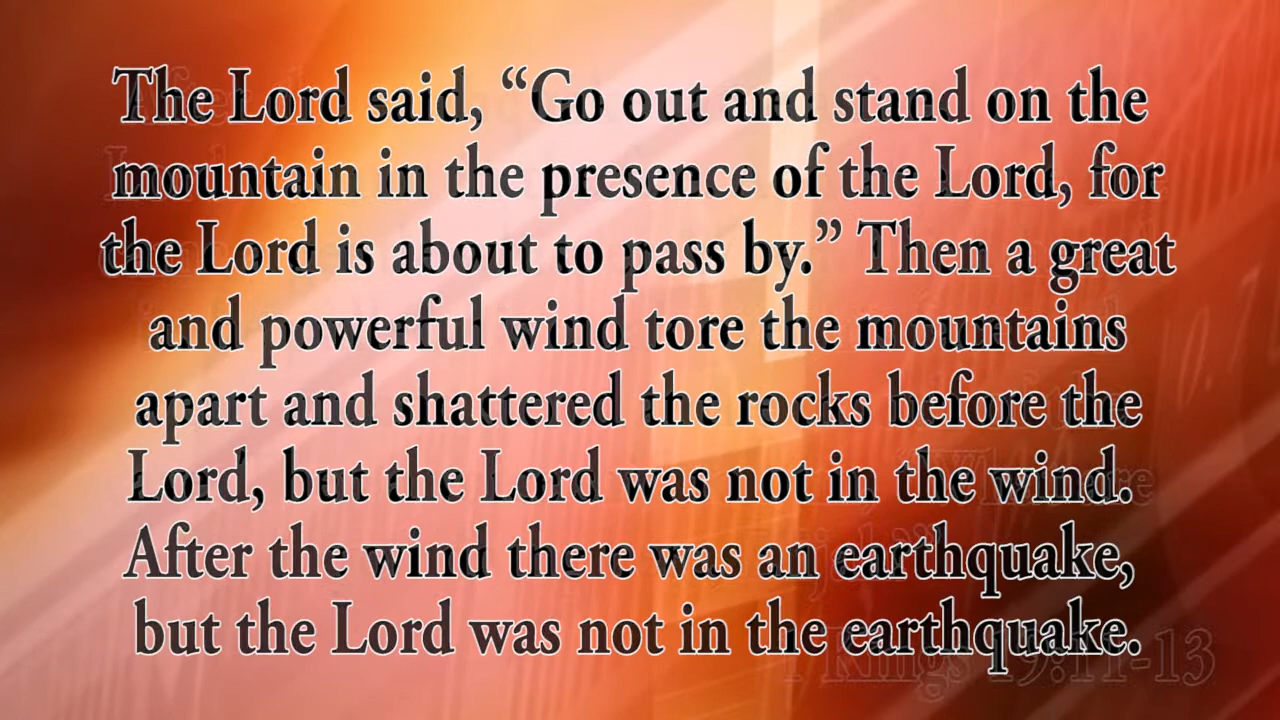 The Lord said, “Go out and stand on the
mountain in the presence of the Lord, for
the Lord is about to pass by.” Then a great
and powerful wind tore the mountains
apart and shattered the rocks before the
Lord, but the Lord was not in the wind.
After the wind there was an earthquake,
but the Lord was not in the earthquake.
1 Kings 19:11-13